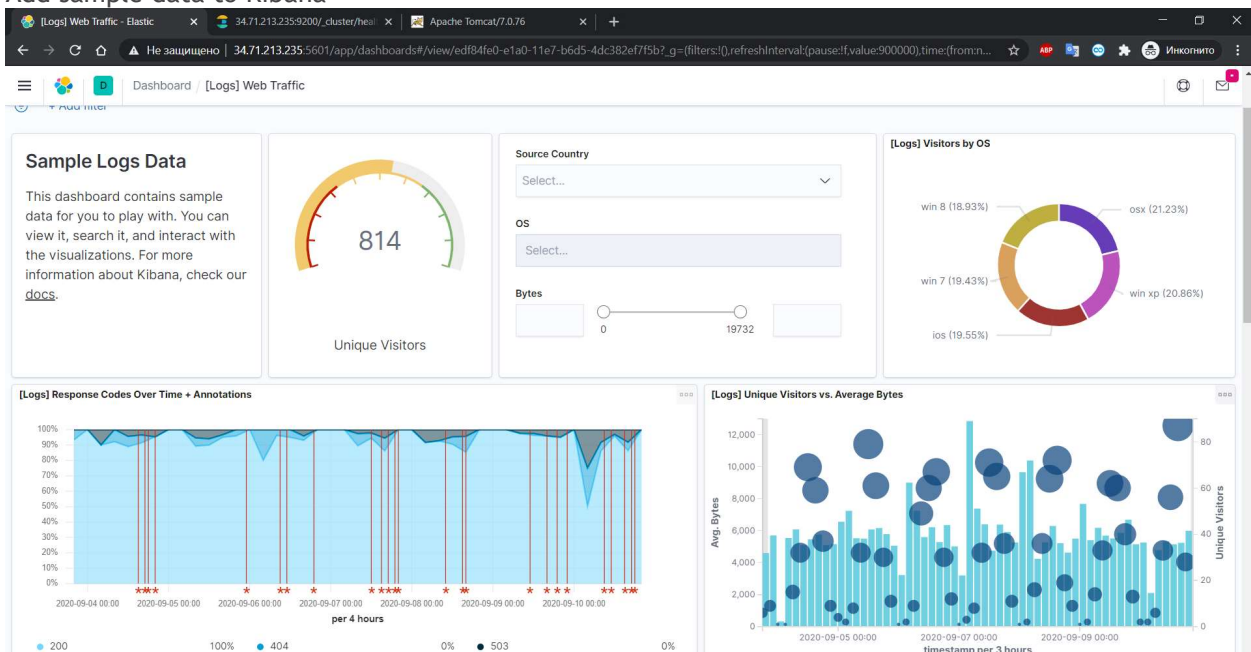 Add sample data to Kibana
[Logs] Web Traffic - Elastic
34.71.213.235:9200/_cluster/heal
Apache Tomcat/7.0.76
Не защищено | 34.71.213.235:5601/app/dashboards#/view/edf84fe0-e1a0-11e7-b6d5-4dc382ef7f5b?_g=(filters:!(),refreshInterval:(pause:!f,value:900000),time:(from:n...
ABP
Инкогнито
D
Dashboard / [Logs] Web Traffic
+ Add filter
Sample Logs Data
This dashboard contains sample
data for you to play with. You can
view it, search it, and interact with
the visualizations. For more
information about Kibana, check our
docs.
814
Unique Visitors
Source Country
Select...
OS
Select...
Bytes
0
19732
[Logs] Visitors by OS
win 8 (18.93%)
osx (21.23%)
win 7 (19.43%)
win xp (20.86%)
ios (19.55%)
[Logs] Response Codes Over Time + Annotations
100%
90%
80%
70%
60%
50%
40%
30%
20%
10%
0%
2020-09-04 00:00 2020-09-05 00:00 2020-09-06 00:00 2020-09-07 00:00 2020-09-08 00:00 2020-09-09 00:00 2020-09-10 00:00
per 4 hours
200 100% 404 0% 503 0%
[Logs] Unique Visitors vs. Average Bytes
12,000
10,000
8,000
6,000
4,000
2,000
0
Avg. Bytes
80
60
40
20
0
Unique Visitors
2020-09-05 00:00 2020-09-07 00:00 2020-09-09 00:00
timestamp per 3 hours